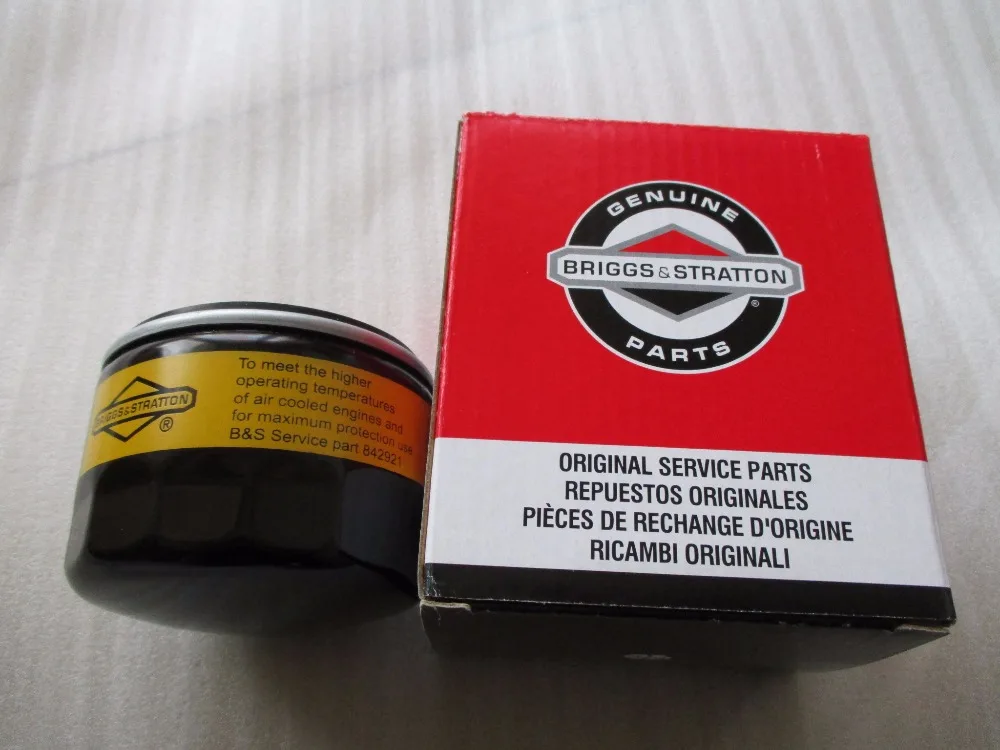 BRIGGS&STRATTON
®
To meet the higher
operating temperatures
of air cooled engines and
for maximum protection use
B&S Service part 842921
GENUINE
BRIGGS&STRATTON
®
PARTS
ORIGINAL SERVICE PARTS
REPUESTOS ORIGINALES
PIÈCES DE RECHANGE D'ORIGINE
RICAMBI ORIGINALI